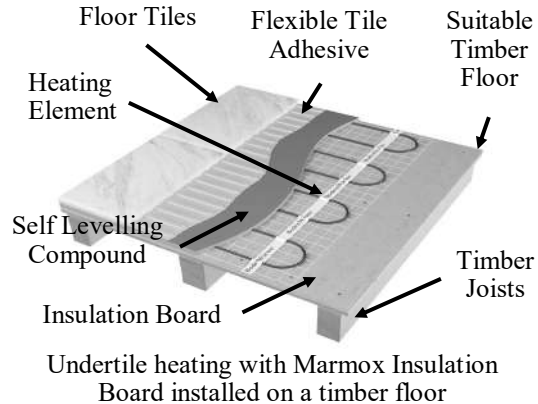 Floor Tiles
Flexible Tile
Adhesive
Suitable
Timber
Floor
Heating
Element
Self Levelling
Compound
Insulation Board
Timber
Joists
Undertile heating with Marmox Insulation
Board installed on a timber floor